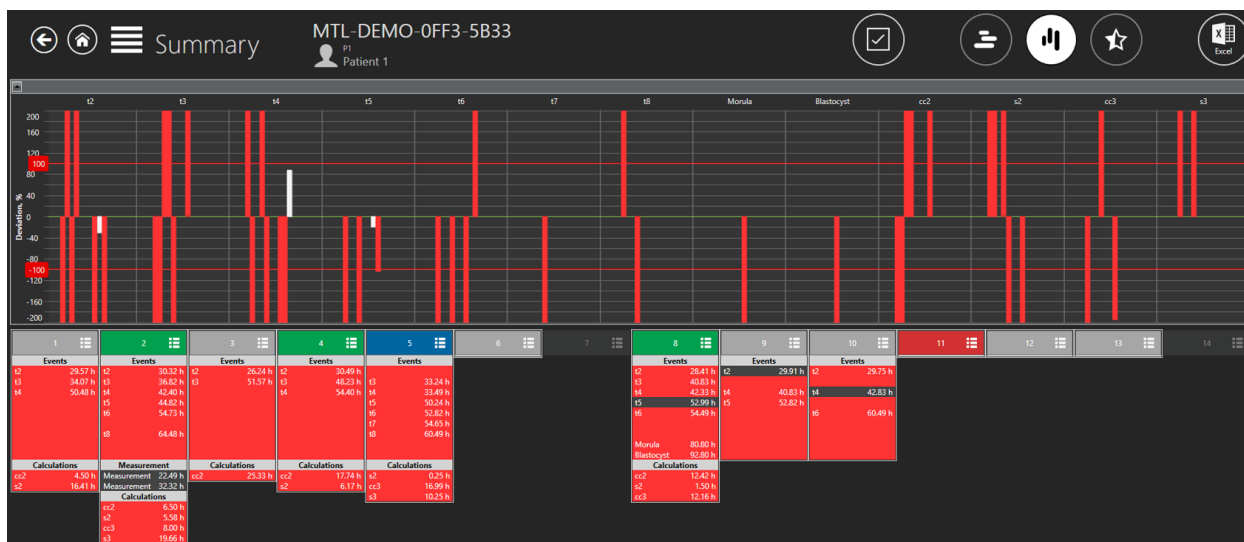 Summary
MTL-DEMO-0FF3-5B33
P1
Patient 1
Excel
t2 t3 t4 t5 t6 t7 t8 Morula Blastocyst cc2 s2 cc3 s3
Deviation, %
200
160
120
100
80
40
0
-40
-80
-100
-120
-160
-200
1 2 3 4 5 6 7 8 9 10 11 12 13 14
Events
t2 29.57 h
t3 34.07 h
t4 50.48 h
Calculations
cc2 4.50 h
s2 16.41 h
Events
t2 30.32 h
t3 36.82 h
t4 42.40 h
t5 44.82 h
t6 54.73 h
t8 64.48 h
Measurement
Measurement 22.49 h
Measurement 32.32 h
Calculations
cc2 6.50 h
s2 5.58 h
cc3 8.00 h
s3 19.66 h
Events
t2 26.24 h
t3 51.57 h
Calculations
cc2 25.33 h
Events
t2 30.49 h
t3 48.23 h
t4 54.40 h
Calculations
cc2 17.74 h
s2 6.17 h
Events
t3 33.24 h
t4 33.49 h
t5 50.24 h
t6 52.82 h
t7 54.65 h
t8 60.49 h
Calculations
s2 0.25 h
cc3 16.99 h
s3 10.25 h
Events
t2 28.41 h
t3 40.83 h
t4 42.33 h
t5 52.99 h
t6 54.49 h
Morula 80.80 h
Blastocyst 92.80 h
Calculations
cc2 12.42 h
s2 1.59 h
cc3 12.16 h
Events
t2 29.91 h
t4 40.83 h
t5 52.82 h
Events
t2 29.75 h
t4 42.83 h
t6 60.49 h